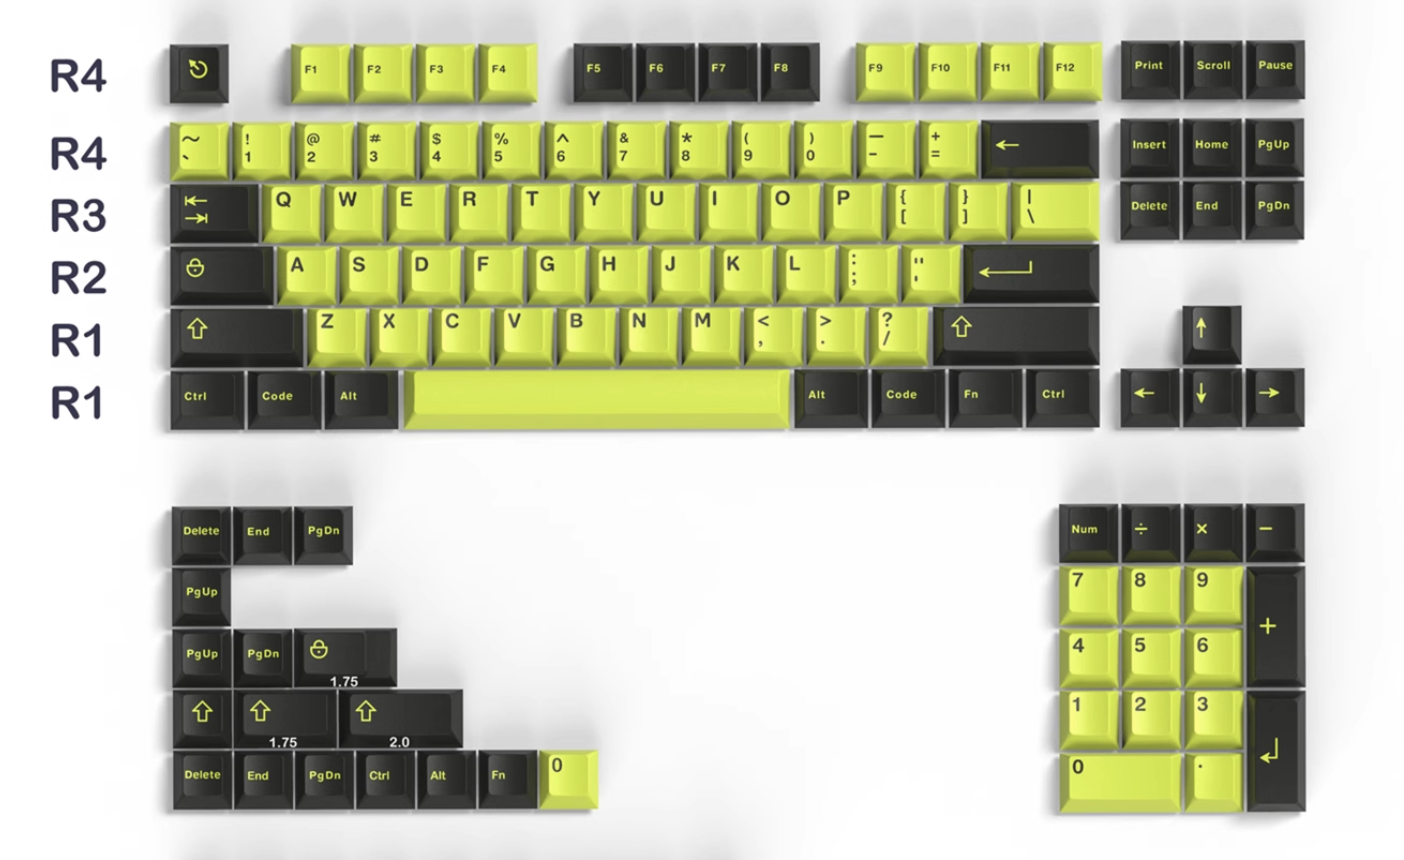 R4 F1 F2 F3 F4 F5 F6 F7 F8 F9 F10 F11 F12 Print Scroll Pause
R4 ~ ` ! 1 @ 2 # 3 $ 4 % 5 ^ 6 & 7 * 8 ( 9 ) 0 — - + = ← Insert Home PgUp
R3 ⇤ ⇥ Q W E R T Y U I O P { [ } ] | \ Delete End PgDn
R2 A S D F G H J K L : ; " ' ↵
R1 ⇧ Z X C V B N M < , > . ? / ⇧ ↑
R1 Ctrl Code Alt Alt Code Fn Ctrl ← ↓ →
Delete End PgDn
PgUp
PgUp PgDn
1.75
⇧ ⇧ ⇧
1.75 2.0
Delete End PgDn Ctrl Alt Fn 0
Num ÷ × −
7 8 9 +
4 5 6
1 2 3 ↵
0 .